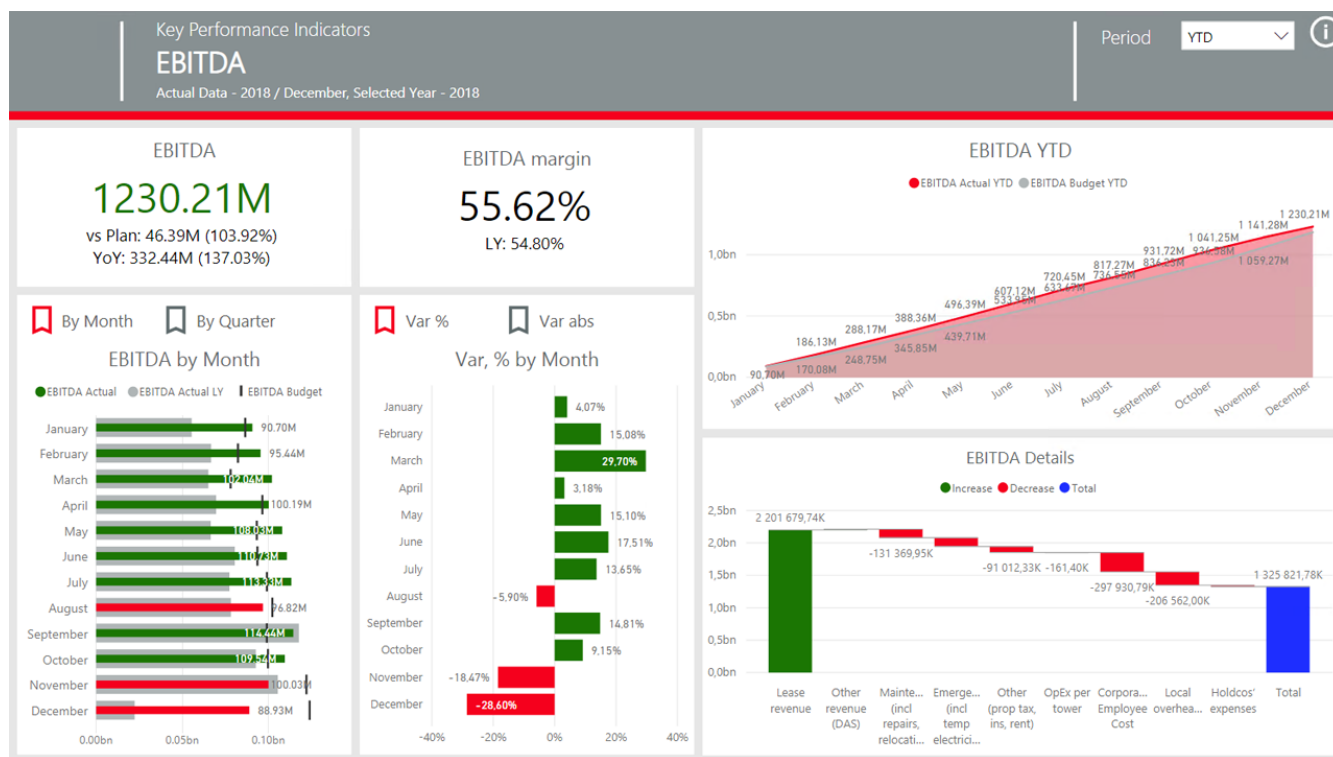 Key Performance Indicators
EBITDA
Actual Data - 2018 / December, Selected Year - 2018
Period
YTD
EBITDA
1230.21M
vs Plan: 46.39M (103.92%)
YoY: 332.44M (137.03%)
EBITDA margin
55.62%
LY: 54.80%
By Month
By Quarter
EBITDA by Month
EBITDA Actual
EBITDA Actual LY
EBITDA Budget
January
90.70M
February
95.44M
March
102.04M
April
100.19M
May
108.03M
June
110.73M
July
113.33M
August
96.82M
September
114.44M
October
109.54M
November
100.03M
December
88.93M
0.00bn
0.05bn
0.10bn
Var %
Var abs
Var, % by Month
January
4,07%
February
15,08%
March
29,70%
April
3,18%
May
15,10%
June
17,51%
July
13,65%
August
-5,90%
September
14,81%
October
9,15%
November
-18,47%
December
-28,60%
-40%
-20%
0%
20%
40%
EBITDA YTD
EBITDA Actual YTD
EBITDA Budget YTD
1,0bn
0,5bn
0,0bn
90,70M
186,13M
288,17M
388,36M
496,39M
607,12M
720,45M
817,27M
931,72M
1 041,25M
1 141,28M
1 230,21M
170,08M
248,75M
345,85M
439,71M
533,95M
633,67M
736,55M
836,23M
936,58M
1 059,27M
January
February
March
April
May
June
July
August
September
October
November
December
EBITDA Details
Increase
Decrease
Total
2,5bn
2,0bn
1,5bn
1,0bn
0,5bn
0,0bn
2 201 679,74K
-131 369,95K
-91 012,33K
-161,40K
-297 930,79K
-206 562,00K
1 325 821,78K
Lease
revenue
Other
revenue
(DAS)
Mainte...
(incl
repairs,
relocati...
Emerge...
(incl
temp
electrici...
Other
(prop tax,
ins, rent)
OpEx per
tower
Corpora...
Employee
Cost
Local
overhea...
Holdcos'
expenses
Total